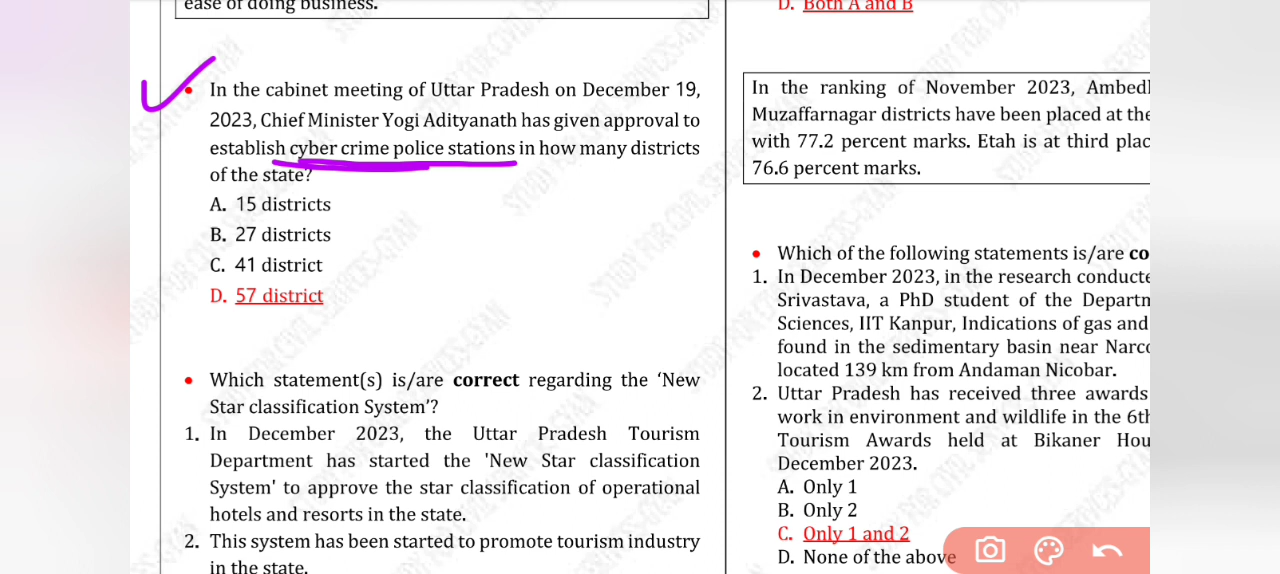 ease of doing business.
In the cabinet meeting of Uttar Pradesh on December 19,
2023, Chief Minister Yogi Adityanath has given approval to
establish cyber crime police stations in how many districts
of the state?
A. 15 districts
B. 27 districts
C. 41 district
D. 57 district
Which statement(s) is/are correct regarding the ‘New
Star classification System’?
1. In December 2023, the Uttar Pradesh Tourism
Department has started the 'New Star classification
System' to approve the star classification of operational
hotels and resorts in the state.
2. This system has been started to promote tourism industry
in the state.
D. Both A and B
In the ranking of November 2023,
Muzaffarnagar districts have been placed at
with 77.2 percent marks. Etah is at third
76.6 percent marks.
Which of the following statements is/are
1. In December 2023, in the research
Srivastava, a PhD student of the
Sciences, IIT Kanpur, Indications of gas and
found in the sedimentary basin near
located 139 km from Andaman Nicobar.
2. Uttar Pradesh has received three awards
work in environment and wildlife in the
Tourism Awards held at Bikaner
December 2023.
A. Only 1
B. Only 2
C. Only 1 and 2
D. None of the above